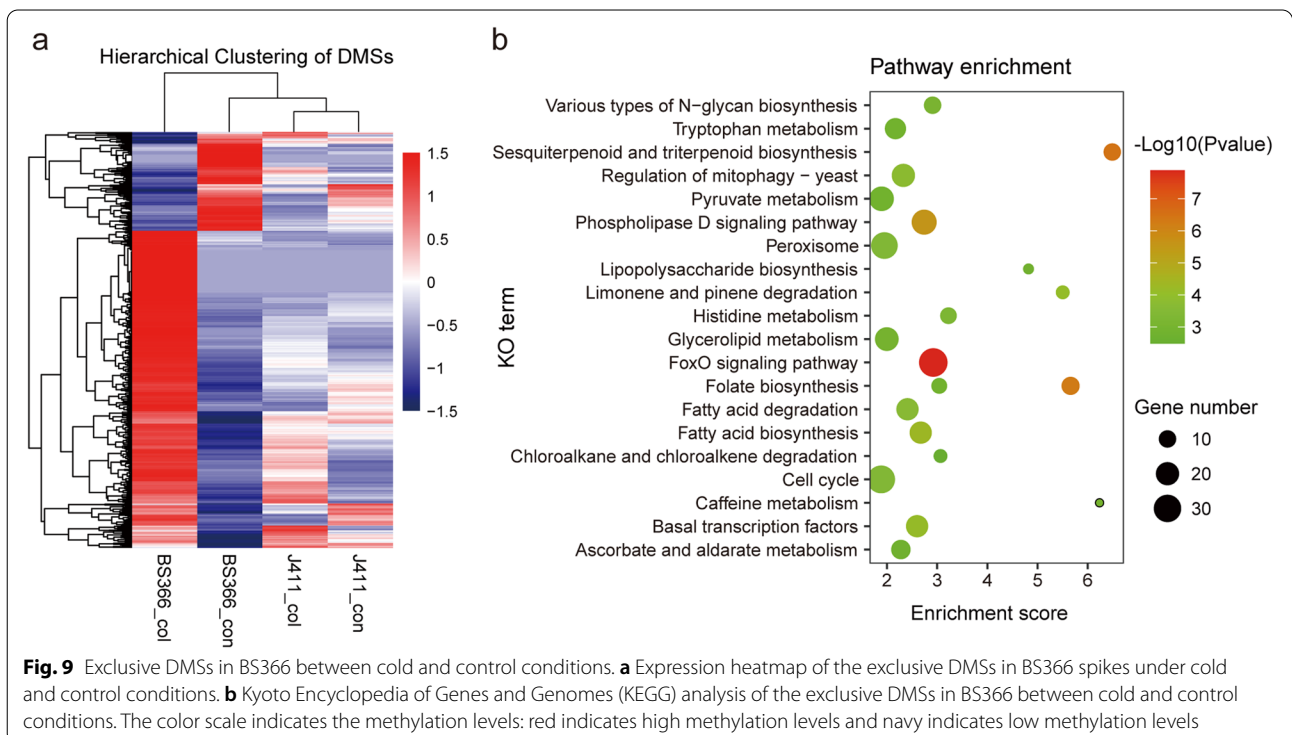 a
Hierarchical Clustering of DMSs
1.5
1
0.5
0
−0.5
−1
−1.5
BS366_col
BS366_con
J411_col
J411_con
b
Pathway enrichment
KO term
Various types of N-glycan biosynthesis
Tryptophan metabolism
Sesquiterpenoid and triterpenoid biosynthesis
Regulation of mitophagy − yeast
Pyruvate metabolism
Phospholipase D signaling pathway
Peroxisome
Lipopolysaccharide biosynthesis
Limonene and pinene degradation
Histidine metabolism
Glycerolipid metabolism
FoxO signaling pathway
Folate biosynthesis
Fatty acid degradation
Fatty acid biosynthesis
Chloroalkane and chloroalkene degradation
Cell cycle
Caffeine metabolism
Basal transcription factors
Ascorbate and aldarate metabolism
2 3 4 5 6
Enrichment score
-Log10(Pvalue)
7
6
5
4
3
Gene number
10
20
30
Fig. 9 Exclusive DMSs in BS366 between cold and control conditions. a Expression heatmap of the exclusive DMSs in BS366 spikes under cold
and control conditions. b Kyoto Encyclopedia of Genes and Genomes (KEGG) analysis of the exclusive DMSs in BS366 between cold and control
conditions. The color scale indicates the methylation levels: red indicates high methylation levels and navy indicates low methylation levels